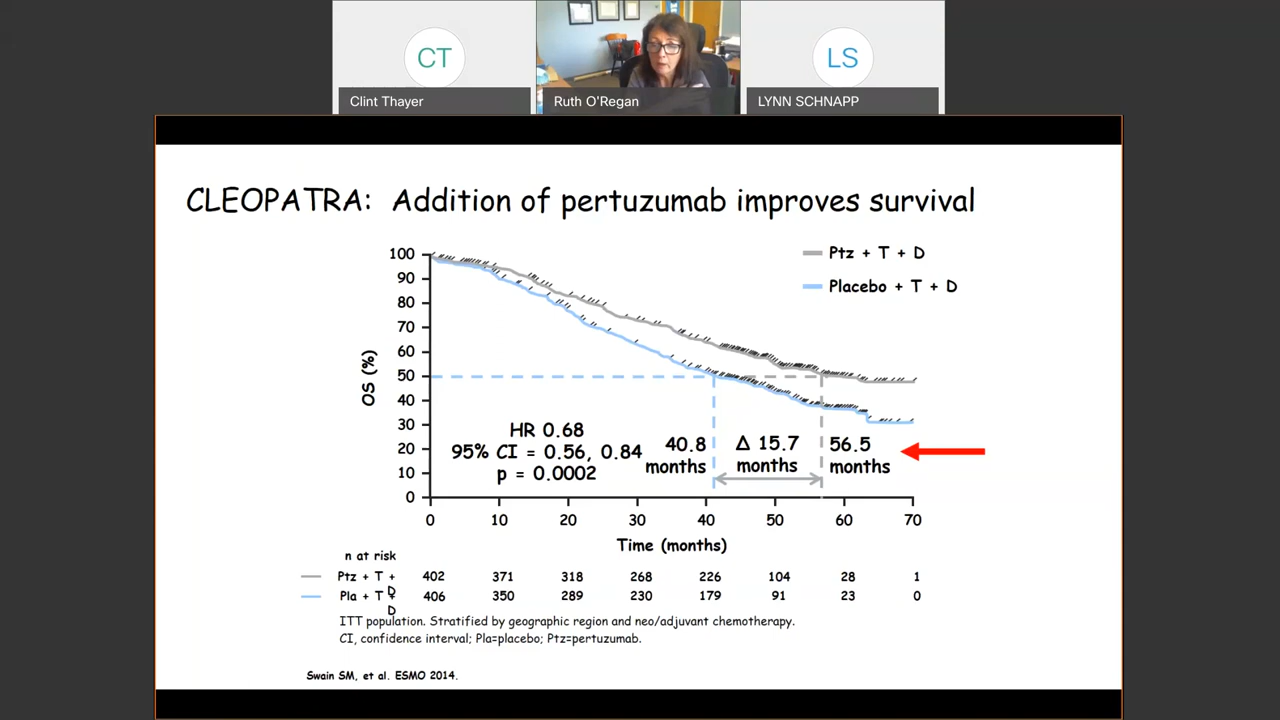 CT
LS
Clint Thayer
Ruth O'Regan
LYNN SCHNAPP
CLEOPATRA: Addition of pertuzumab improves survival
Ptz + T + D
Placebo + T + D
OS (%)
100
90
80
70
60
50
40
30
20
10
0
HR 0.68
95% CI = 0.56, 0.84
p = 0.0002
40.8
months
Δ 15.7
months
56.5
months
0 10 20 30 40 50 60 70
Time (months)
n at risk
Ptz + T + D 402 371 318 268 226 104 28 1
Pla + T + D 406 350 289 230 179 91 23 0
ITT population. Stratified by geographic region and neo/adjuvant chemotherapy.
CI, confidence interval; Pla=placebo; Ptz=pertuzumab.
Swain SM, et al. ESMO 2014.